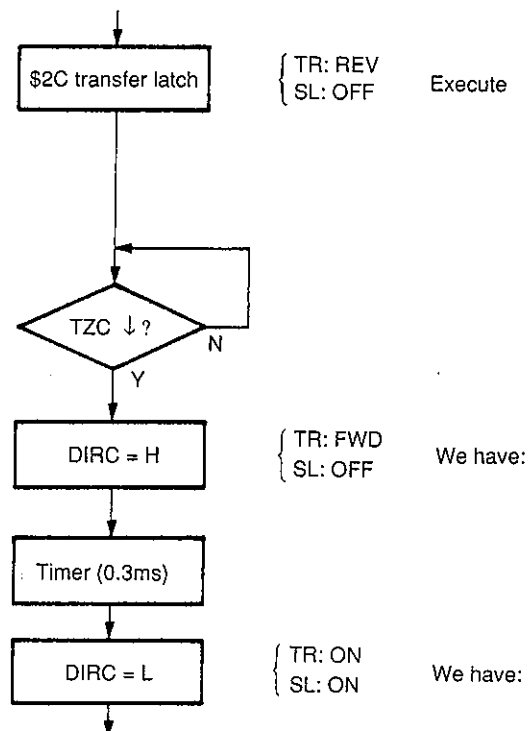 $2C transfer latch
TR: REV
SL: OFF
Execute
TZC ↓ ?
N
Y
DIRC = H
TR: FWD
SL: OFF
We have:
Timer (0.3ms)
DIRC = L
TR: ON
SL: ON
We have: